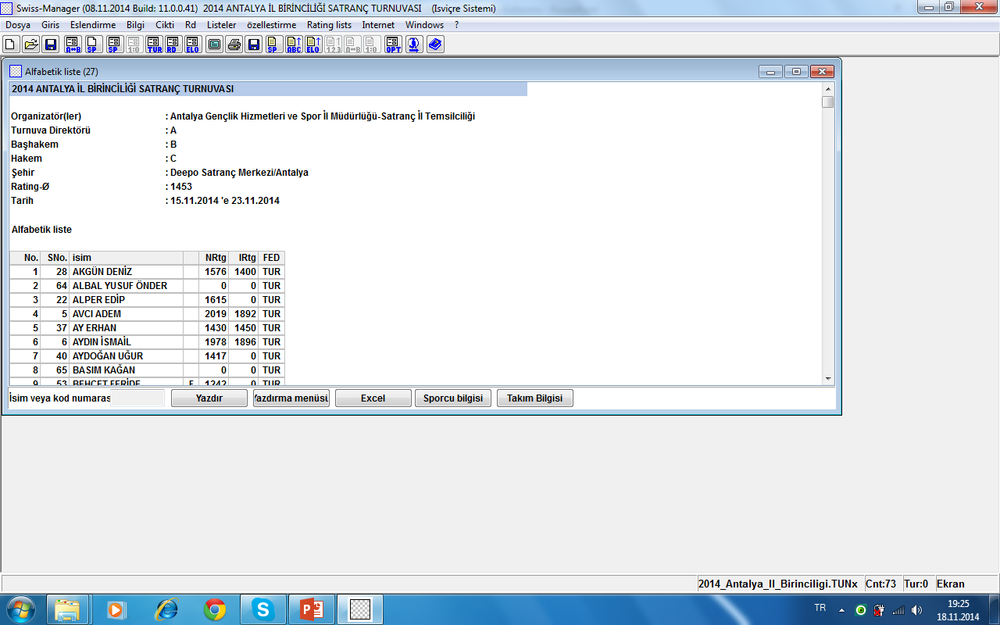 Swiss-Manager (08.11.2014 Build: 11.0.0.41) 2014 ANTALYA İL BİRİNCİLİĞİ SATRANÇ TURNUVASI (Isviçre Sistemi)
Dosya Giris Eslendirme Bilgi Cikti Rd Listeler özellestirme Rating lists Internet Windows ?
A↔B SP SP 1:0 TUR RD ELO SP ABC ELO 1.2.3 A↔B 1:0 OPT
Alfabetik liste (27)
2014 ANTALYA İL BİRİNCİLİĞİ SATRANÇ TURNUVASI
Organizatör(ler) : Antalya Gençlik Hizmetleri ve Spor İl Müdürlüğü-Satranç İl Temsilciliği
Turnuva Direktörü : A
Başhakem : B
Hakem : C
Şehir : Deepo Satranç Merkezi/Antalya
Rating-Ø : 1453
Tarih : 15.11.2014 'e 23.11.2014
Alfabetik liste
No. SNo. isim NRtg IRtg FED
1 28 AKGÜN DENİZ 1576 1400 TUR
2 64 ALBAL YUSUF ÖNDER 0 0 TUR
3 22 ALPER EDİP 1615 0 TUR
4 5 AVCI ADEM 2019 1892 TUR
5 37 AY ERHAN 1430 1450 TUR
6 6 AYDIN İSMAİL 1978 1896 TUR
7 40 AYDOĞAN UĞUR 1417 0 TUR
8 65 BASIM KAĞAN 0 0 TUR
9 53 BEHCET FERİDE F 1242 0 TUR
İsim veya kod numaras Yazdır Yazdırma menüsü Excel Sporcu bilgisi Takım Bilgisi
2014_Antalya_Il_Birinciligi.TUNx Cnt:73 Tur:0 Ekran
TR 19:25
18.11.2014